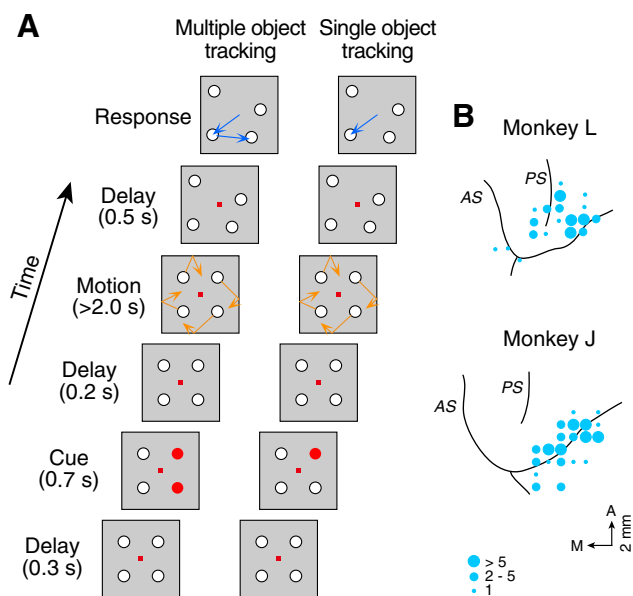 A
Multiple object
tracking
Single object
tracking
Response
Delay
(0.5 s)
Motion
(>2.0 s)
Delay
(0.2 s)
Cue
(0.7 s)
Delay
(0.3 s)
Time
B
Monkey L
AS
PS
Monkey J
AS
PS
> 5
2 - 5
1
A
M
2 mm